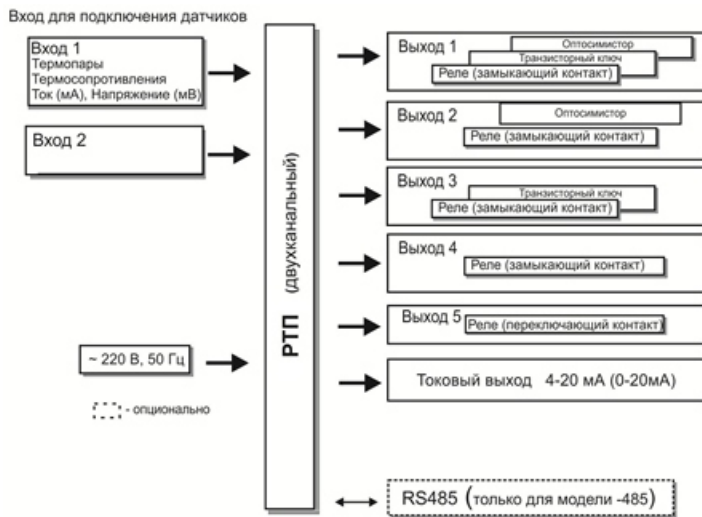 Вход для подключения датчиков
Вход 1
Термопары
Термосопротивления
Ток (мА), Напряжение (мВ)
Вход 2
~ 220 В, 50 Гц
- опционально
РТП (двухканальный)
Выход 1
Оптосимистор
Транзисторный ключ
Реле (замыкающий контакт)
Выход 2
Оптосимистор
Реле (замыкающий контакт)
Выход 3
Транзисторный ключ
Реле (замыкающий контакт)
Выход 4
Реле (замыкающий контакт)
Выход 5
Реле (переключающий контакт)
Токовый выход 4-20 мА (0-20мА)
RS485 (только для модели -485)